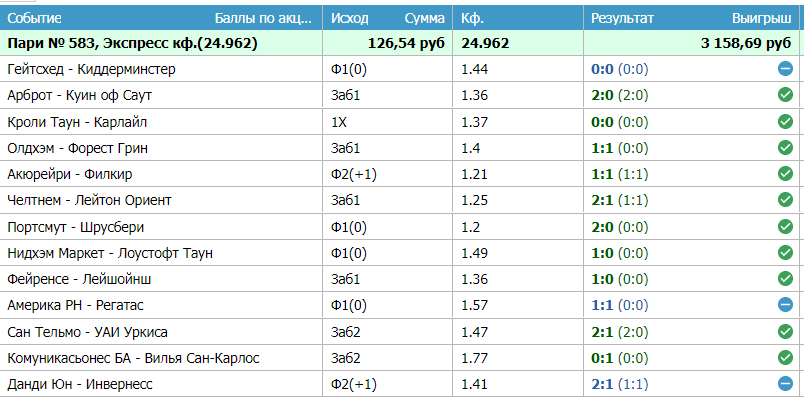 Событие Баллы по акц... Исход Сумма Кф. Результат Выигрыш
Пари № 583, Экспресс кф.(24.962) 126,54 руб 24.962 3 158,69 руб
Гейтсхед - Киддерминстер Ф1(0) 1.44 0:0 (0:0)
Арброт - Куин оф Саут Заб1 1.36 2:0 (2:0)
Кроли Таун - Карлайл 1X 1.37 0:0 (0:0)
Олдхэм - Форест Грин Заб1 1.4 1:1 (0:0)
Акюрейри - Филкир Ф2(+1) 1.21 1:1 (1:1)
Челтнем - Лейтон Ориент Заб1 1.25 2:1 (1:1)
Портсмут - Шрусбери Ф1(0) 1.2 2:0 (0:0)
Нидхэм Маркет - Лоустофт Таун Ф1(0) 1.49 1:0 (0:0)
Фейренсе - Лейшойнш Заб1 1.36 1:0 (0:0)
Америка РН - Регатас Ф1(0) 1.57 1:1 (0:0)
Сан Тельмо - УАИ Уркиса Заб2 1.47 2:1 (2:0)
Комуникасьонес БА - Вилья Сан-Карлос Заб2 1.77 0:1 (0:0)
Данди Юн - Инвернесс Ф2(+1) 1.41 2:1 (1:1)